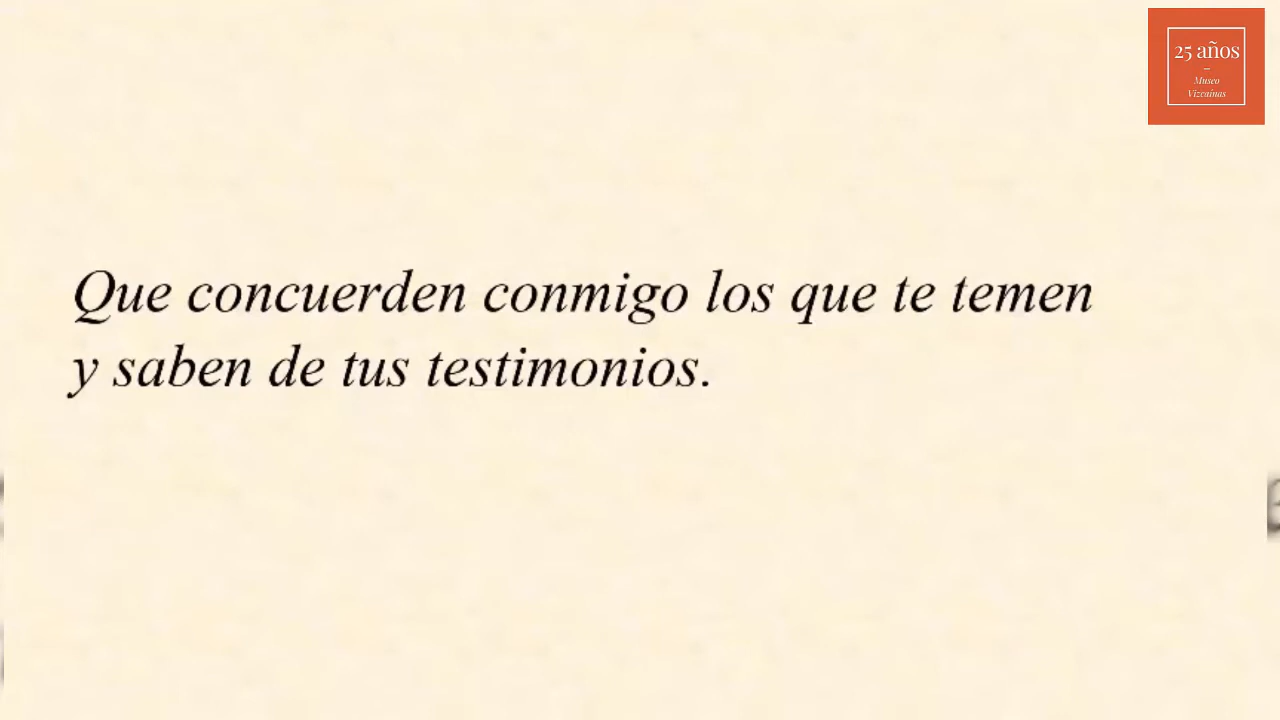 25 años
–
Museo
Vizcaínas
Que concuerden conmigo los que te temen
y saben de tus testimonios.